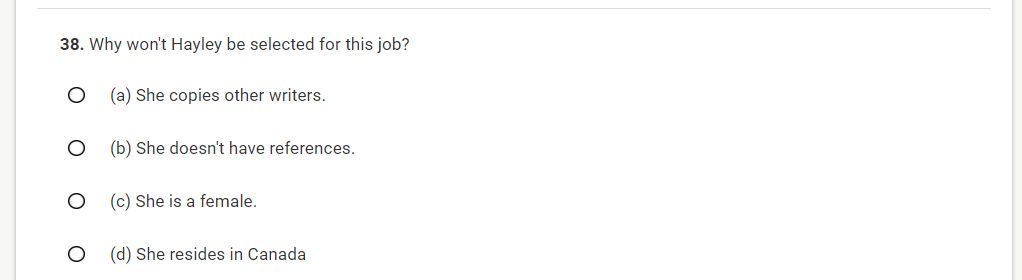 38. Why won't Hayley be selected for this job?
(a) She copies other writers.
(b) She doesn't have references.
(c) She is a female.
(d) She resides in Canada